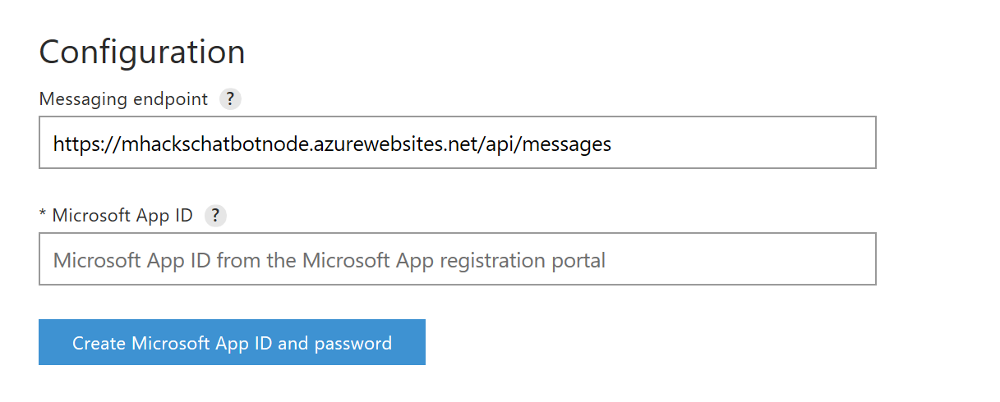 Configuration
Messaging endpoint ?
https://mhackschatbotnode.azurewebsites.net/api/messages
* Microsoft App ID ?
Microsoft App ID from the Microsoft App registration portal
Create Microsoft App ID and password